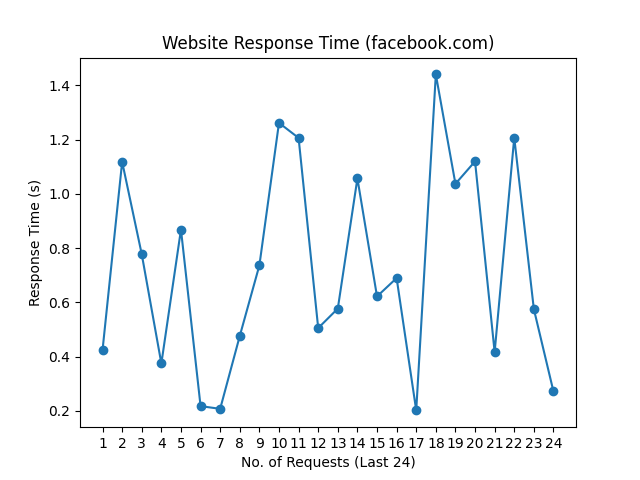 Website Response Time (facebook.com)
Response Time (s)
1.4
1.2
1.0
0.8
0.6
0.4
0.2
1 2 3 4 5 6 7 8 9 10 11 12 13 14 15 16 17 18 19 20 21 22 23 24
No. of Requests (Last 24)